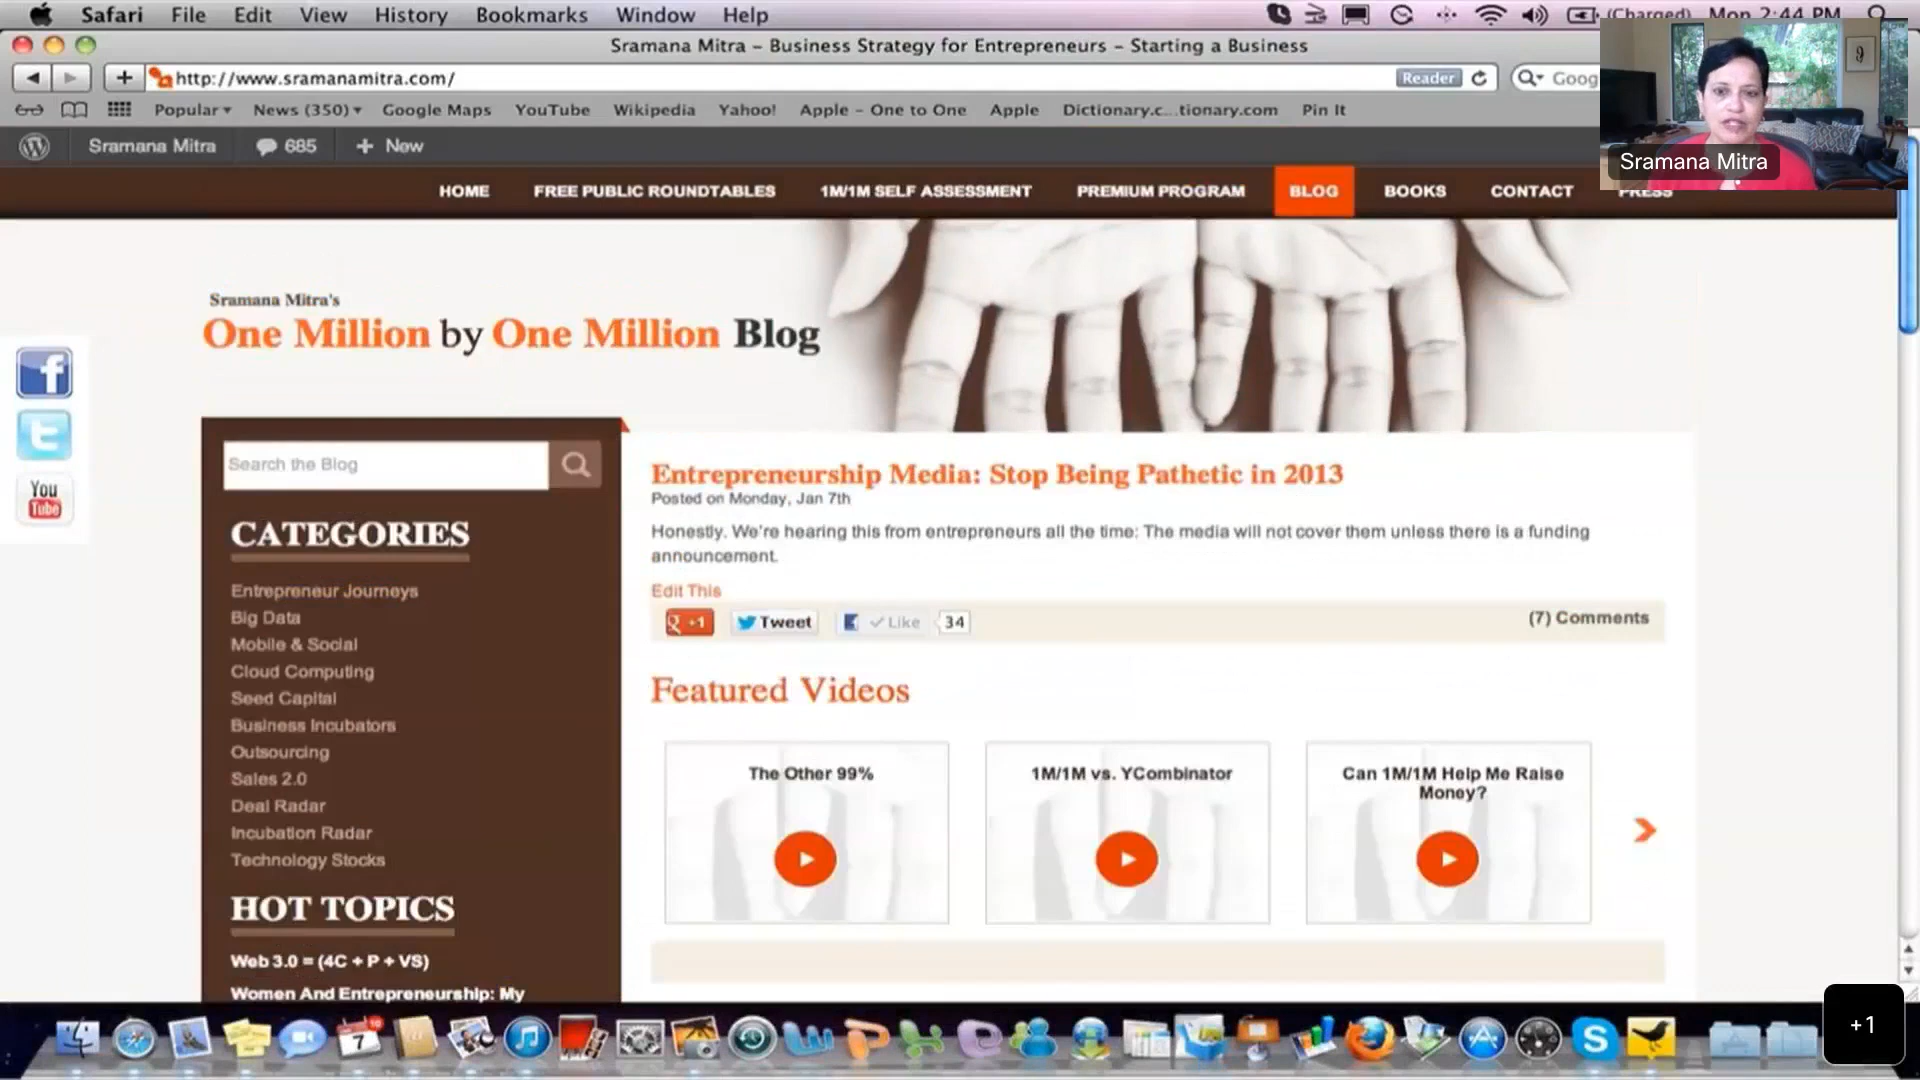 Safari File Edit View History Bookmarks Window Help (Charged) Mon 2:44 PM
Sramana Mitra – Business Strategy for Entrepreneurs – Starting a Business
http://www.sramanamitra.com/ Reader Goog
Popular News (350) Google Maps YouTube Wikipedia Yahoo! Apple – One to One Apple Dictionary.c...tionary.com Pin It
Sramana Mitra 685 + New
Sramana Mitra
HOME FREE PUBLIC ROUNDTABLES 1M/1M SELF ASSESSMENT PREMIUM PROGRAM BLOG BOOKS CONTACT PRESS
Sramana Mitra's
One Million by One Million Blog
You
Tube
Search the Blog
CATEGORIES
Entrepreneur Journeys
Big Data
Mobile & Social
Cloud Computing
Seed Capital
Business Incubators
Outsourcing
Sales 2.0
Deal Radar
Incubation Radar
Technology Stocks
HOT TOPICS
Web 3.0 = (4C + P + VS)
Women And Entrepreneurship: My
Entrepreneurship Media: Stop Being Pathetic in 2013
Posted on Monday, Jan 7th
Honestly. We're hearing this from entrepreneurs all the time: The media will not cover them unless there is a funding
announcement.
Edit This
+1 Tweet Like 34 (7) Comments
Featured Videos
The Other 99%
1M/1M vs. YCombinator
Can 1M/1M Help Me Raise
Money?
7
+1